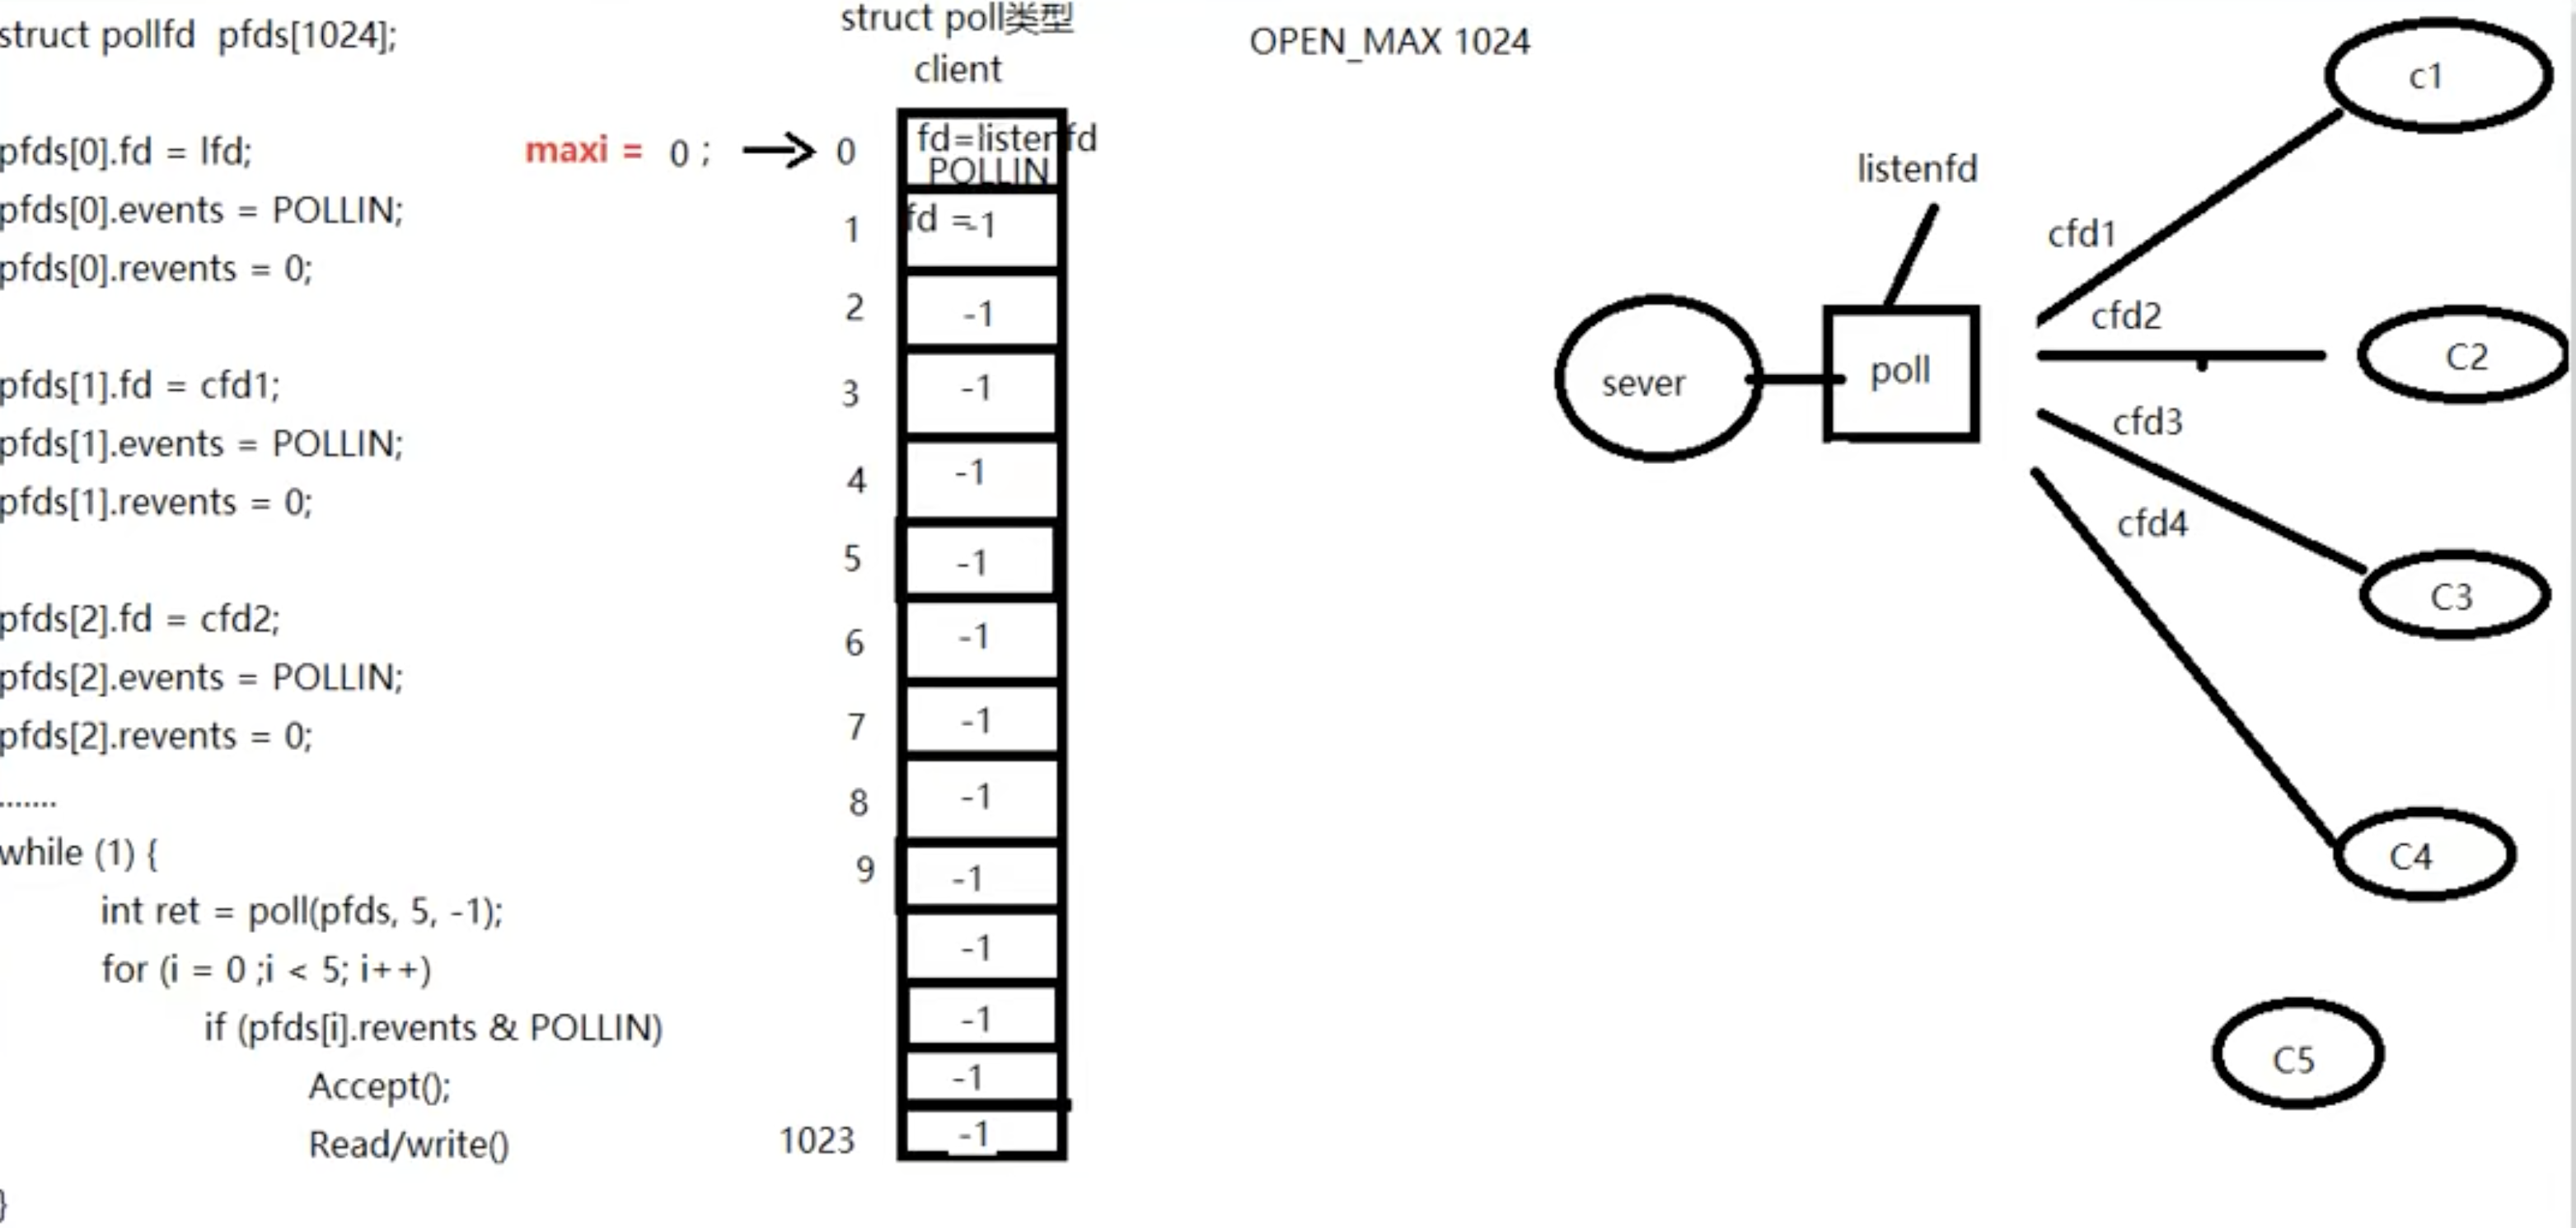 struct pollfd pfds[1024];
pfds[0].fd = lfd;
pfds[0].events = POLLIN;
pfds[0].revents = 0;
pfds[1].fd = cfd1;
pfds[1].events = POLLIN;
pfds[1].revents = 0;
pfds[2].fd = cfd2;
pfds[2].events = POLLIN;
pfds[2].revents = 0;
.......
while (1) {
int ret = poll(pfds, 5, -1);
for (i = 0 ;i < 5; i++)
if (pfds[i].revents & POLLIN)
Accept();
Read/write()
}
maxi = 0 ;
struct poll类型
client
0 fd=listenfd
POLLIN
1 fd =-1
2 -1
3 -1
4 -1
5 -1
6 -1
7 -1
8 -1
9 -1
-1
-1
-1
1023 -1
OPEN_MAX 1024
listenfd
sever
poll
cfd1
cfd2
cfd3
cfd4
c1
C2
C3
C4
C5